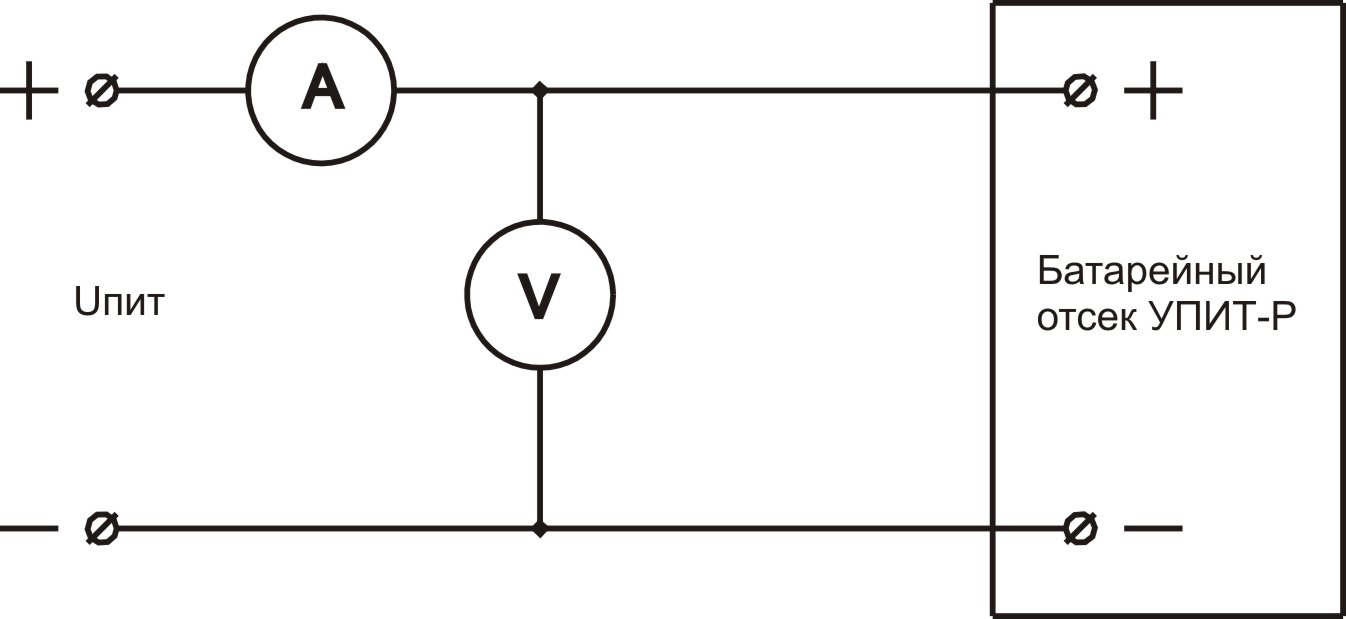 + A +
V
Uпит
Батарейный
отсек УПИТ-Р
— —